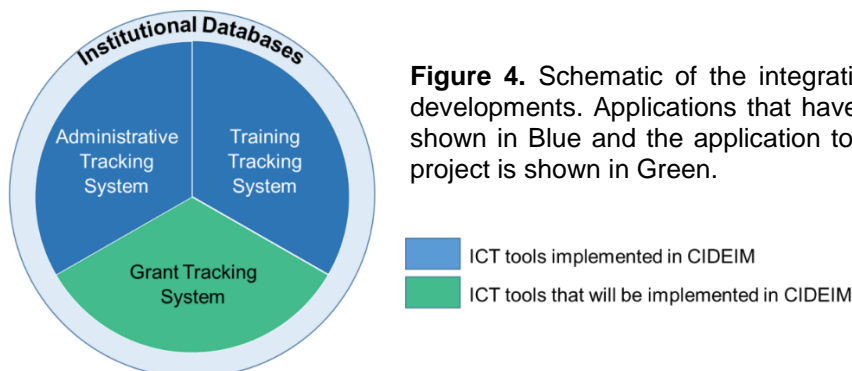 Institutional Databases
Administrative
Tracking
System
Training
Tracking
System
Grant Tracking
System
Figure 4. Schematic of the integrati
developments. Applications that have
shown in Blue and the application to
project is shown in Green.
ICT tools implemented in CIDEIM
ICT tools that will be implemented in CIDEIM